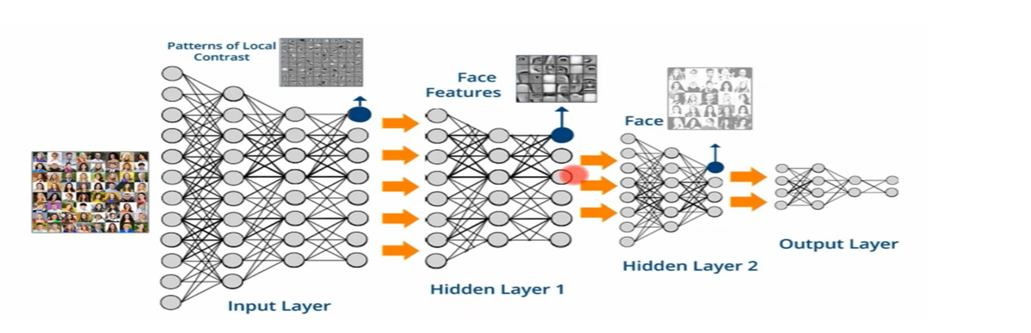 Patterns of Local
Contrast
Face
Features
Face
Input Layer
Hidden Layer 1
Hidden Layer 2
Output Layer